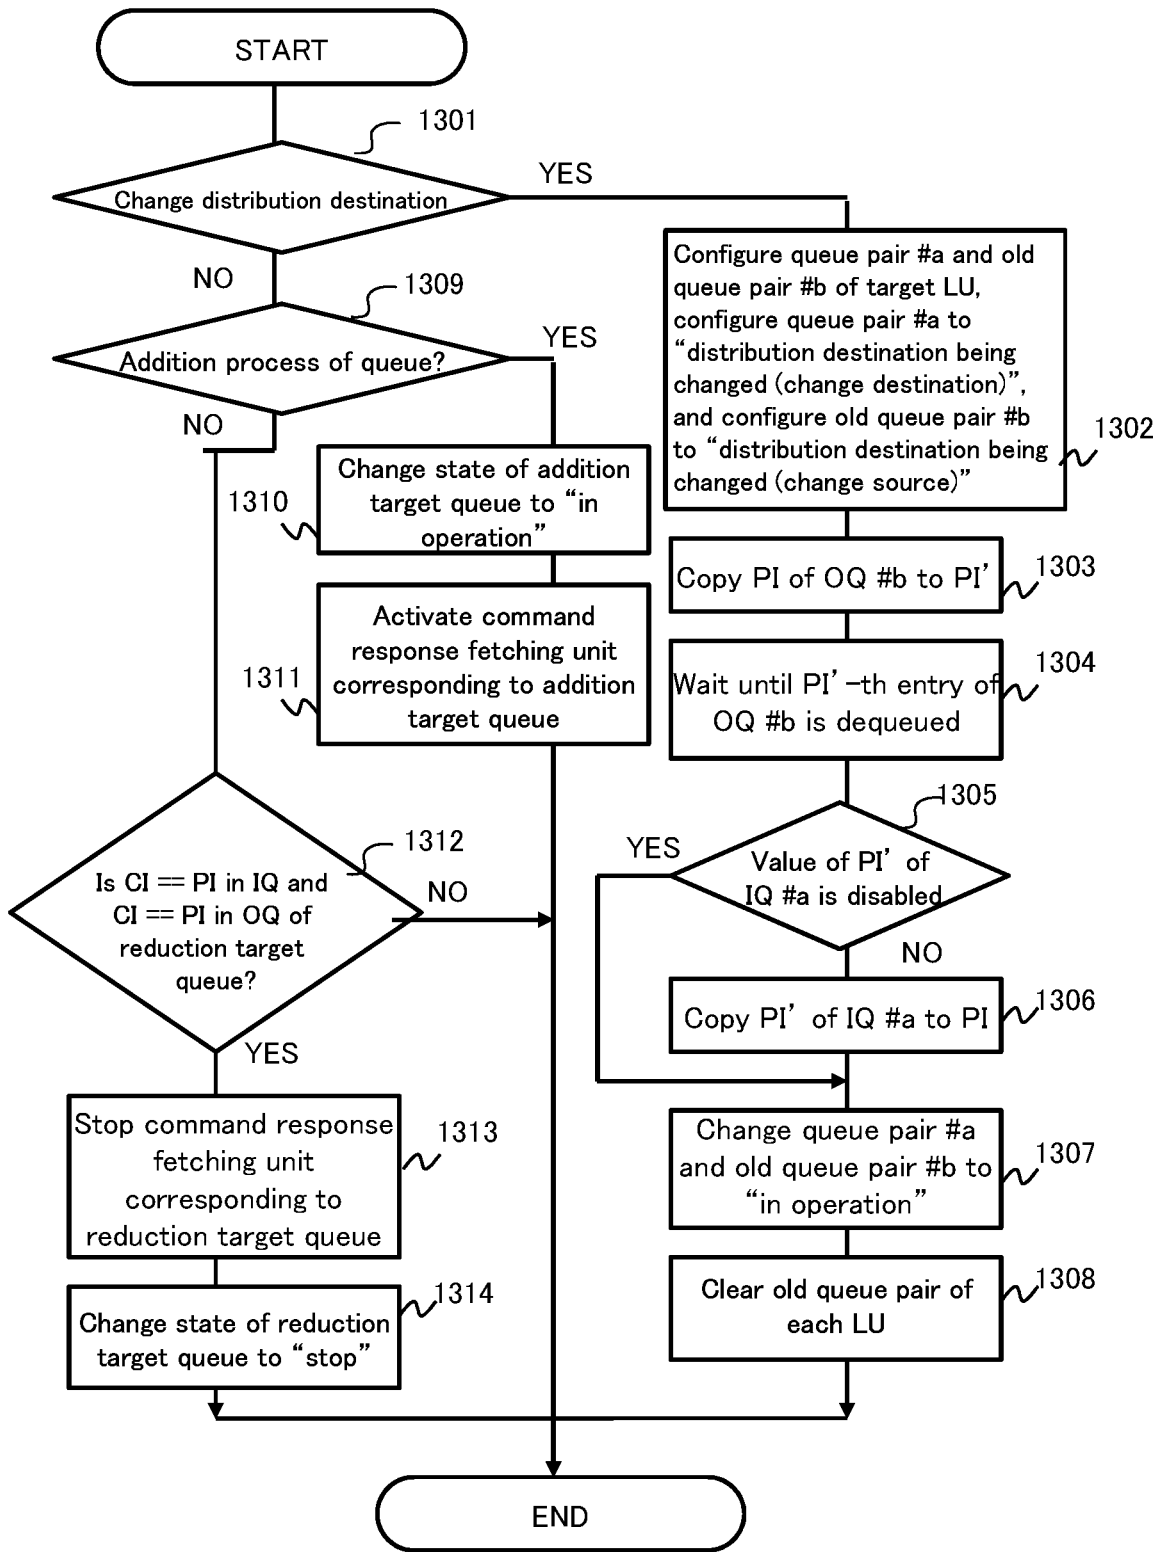 START
1301
Change distribution destination
YES
NO
1309
Addition process of queue?
YES
NO
Configure queue pair #a and old
queue pair #b of target LU,
configure queue pair #a to
“distribution destination being
changed (change destination)”,
and configure old queue pair #b
to “distribution destination being
changed (change source)”
1302
Change state of addition
target queue to “in
operation”
1310
Copy PI of OQ #b to PI’
1303
Activate command
response fetching unit
corresponding to addition
target queue
1311
Wait until PI’-th entry of
OQ #b is dequeued
1304
1305
Value of PI’ of
IQ #a is disabled
YES
NO
1312
Is CI == PI in IQ and
CI == PI in OQ of
reduction target
queue?
NO
YES
Copy PI’ of IQ #a to PI
1306
Stop command response
fetching unit
corresponding to
reduction target queue
1313
Change queue pair #a
and old queue pair #b to
“in operation”
1307
Change state of reduction
target queue to “stop”
1314
Clear old queue pair of
each LU
1308
END